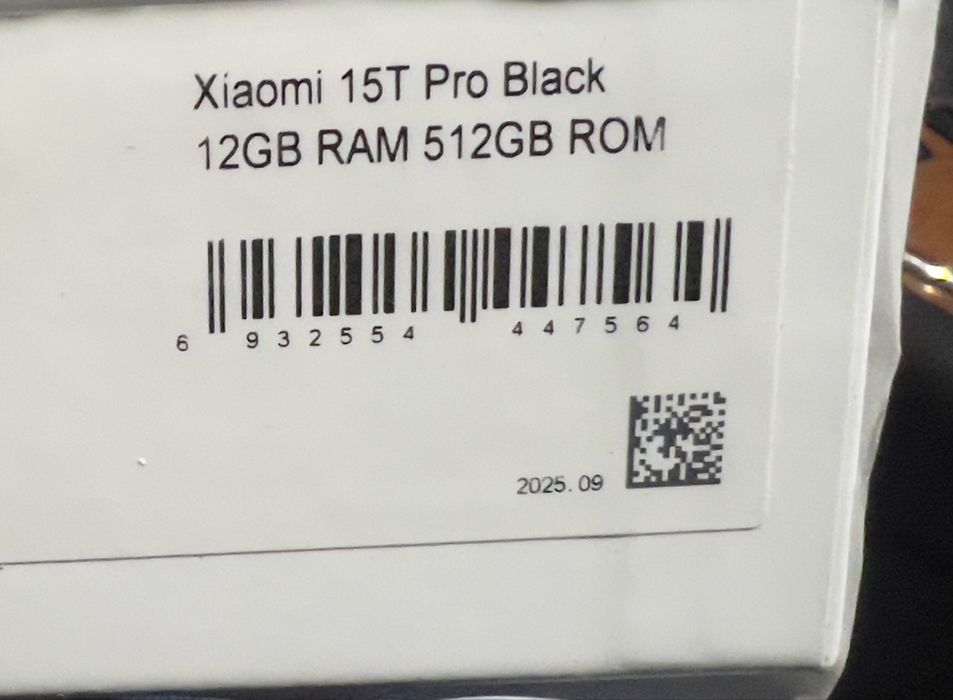 Xiaomi 15T Pro Black
12GB RAM 512GB ROM
6 932554 447564
2025.09